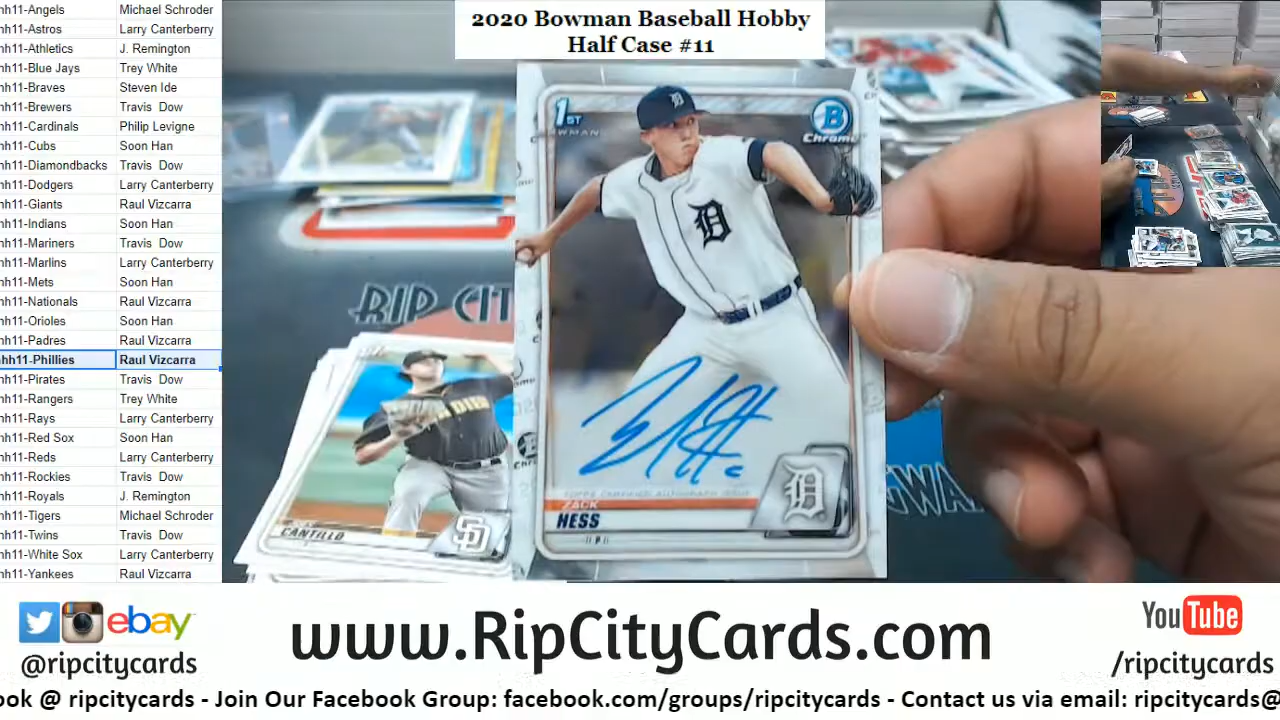 2020 Bowman Baseball Hobby
Half Case #11
hh11-Angels Michael Schroder
hh11-Astros Larry Canterberry
hh11-Athletics J. Remington
hh11-Blue Jays Trey White
hh11-Braves Steven Ide
hh11-Brewers Travis Dow
hh11-Cardinals Philip Levigne
hh11-Cubs Soon Han
hh11-Diamondbacks Travis Dow
hh11-Dodgers Larry Canterberry
hh11-Giants Raul Vizcarra
hh11-Indians Soon Han
hh11-Mariners Travis Dow
hh11-Marlins Larry Canterberry
hh11-Mets Soon Han
hh11-Nationals Raul Vizcarra
hh11-Orioles Soon Han
hh11-Padres Raul Vizcarra
hh11-Phillies Raul Vizcarra
hh11-Pirates Travis Dow
hh11-Rangers Trey White
hh11-Rays Larry Canterberry
hh11-Red Sox Soon Han
hh11-Reds Larry Canterberry
hh11-Rockies Travis Dow
hh11-Royals J. Remington
hh11-Tigers Michael Schroder
hh11-Twins Travis Dow
hh11-White Sox Larry Canterberry
hh11-Yankees Raul Vizcarra
1ST
BOWMAN
B
Chrome
D
RIP CIT
CANTILLO
SD
TOPPS CERTIFIED AUTOGRAPH ISSUE
ZACK
HESS
P
ebay
@ripcitycards
www.RipCityCards.com
YouTube
/ripcitycards
ook @ ripcitycards - Join Our Facebook Group: facebook.com/groups/ripcitycards - Contact us via email: ripcitycards@